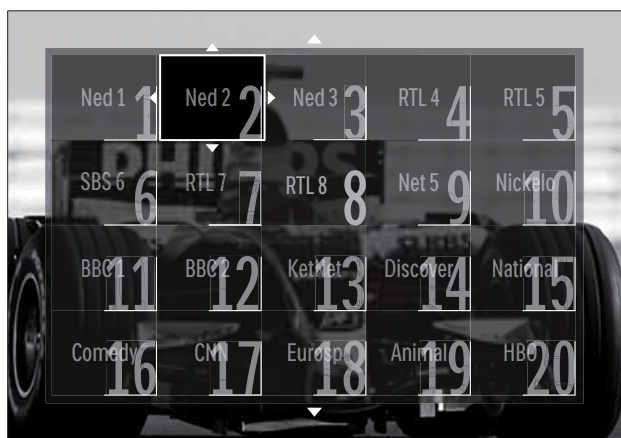 Ned 1 1 Ned 2 2 Ned 3 3 RTL 4 4 RTL 5 5
SBS 6 6 RTL 7 7 RTL 8 8 Net 5 9 Nickelo 10
BBC 1 11 BBC 2 12 KetNet 13 Discover 14 National 15
Comedy 16 CNN 17 Eurosp. 18 Animal 19 HBO 20
PHILIPS